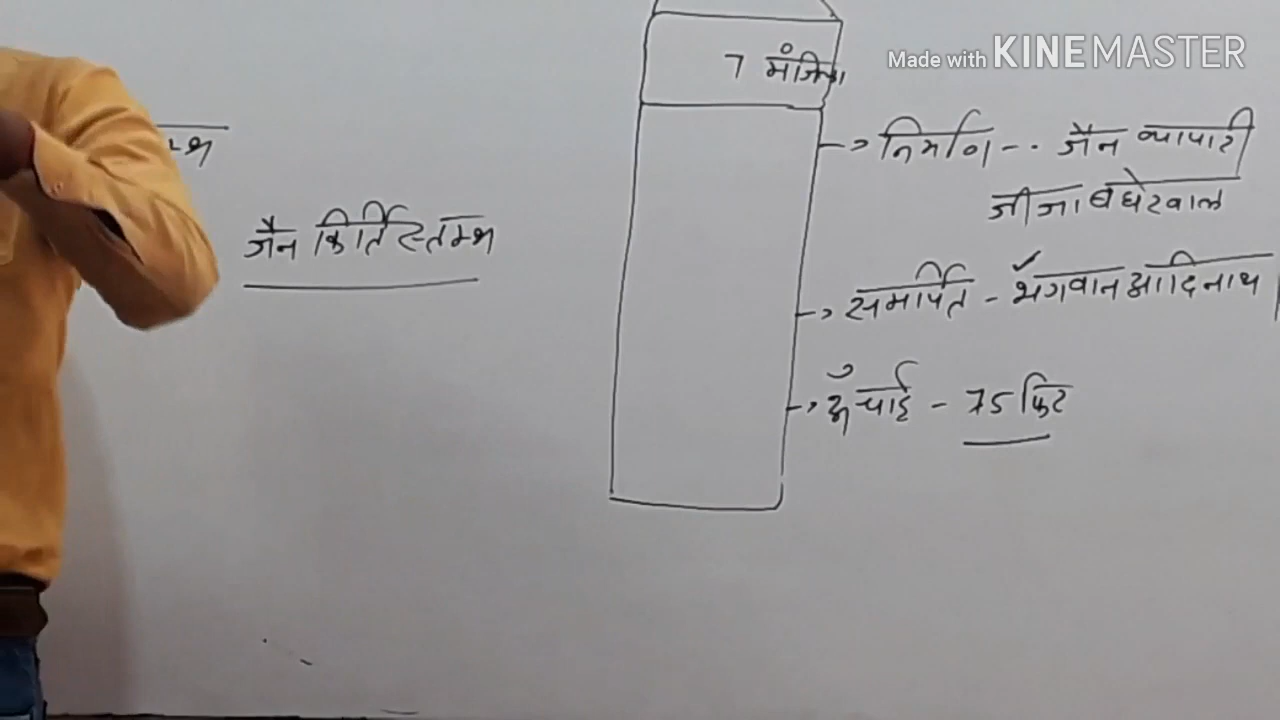 Made with KINEMASTER
7 मंजिला
निर्माण -- जैन व्यापारी
जीजा बघेरवाल
जैन किर्तिस्तम्भ
समर्पित - भगवान आदिनाथ
ऊँचाई - 75 फिट